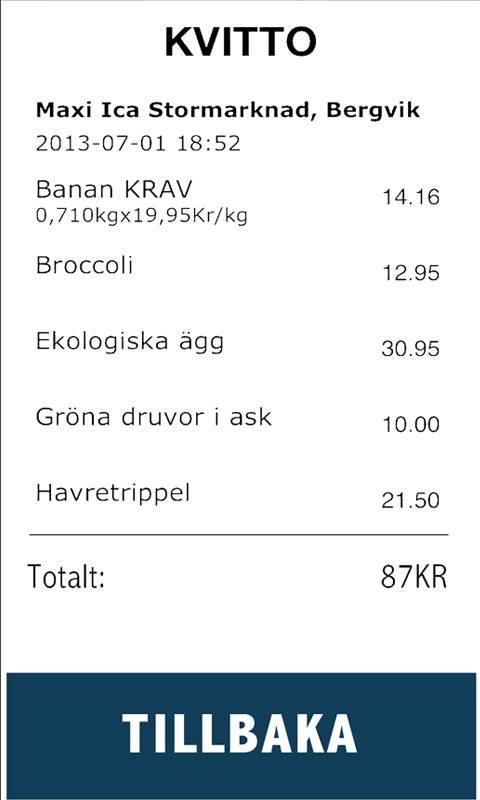 KVITTO
Maxi Ica Stormarknad, Bergvik
2013-07-01 18:52
Banan KRAV 14.16
0,710kgx19,95Kr/kg
Broccoli 12.95
Ekologiska ägg 30.95
Gröna druvor i ask 10.00
Havretrippel 21.50
Totalt: 87KR
TILLBAKA